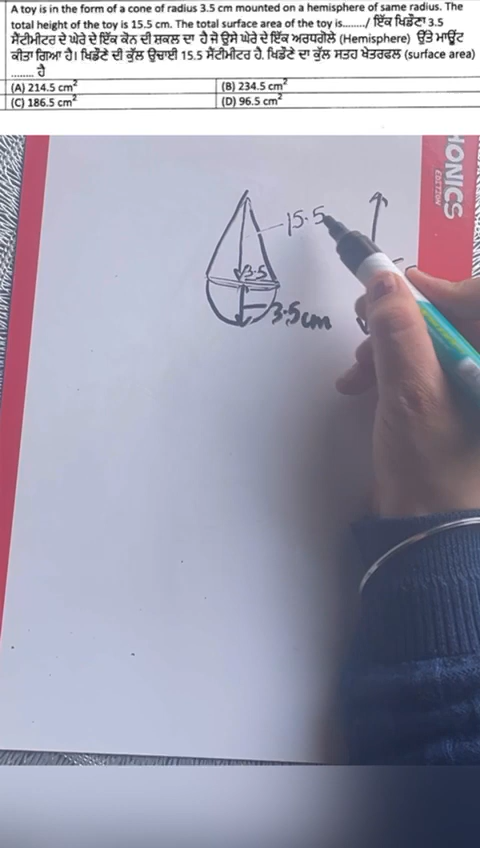 A toy is in the form of a cone of radius 3.5 cm mounted on a hemisphere of same radius. The
total height of the toy is 15.5 cm. The total surface area of the toy is......../ ਇੱਕ ਖਿਡੌਣਾ 3.5
ਸੈਂਟੀਮੀਟਰ ਦੇ ਘੇਰੇ ਦੇ ਇੱਕ ਕੋਨ ਦੀ ਸ਼ਕਲ ਦਾ ਹੈ ਜੋ ਉਸੇ ਘੇਰੇ ਦੇ ਇੱਕ ਅਰਧਗੋਲੇ (Hemisphere) ਉੱਤੇ ਮਾਊਂਟ
ਕੀਤਾ ਗਿਆ ਹੈ। ਖਿਡੌਣੇ ਦੀ ਕੁੱਲ ਉਚਾਈ 15.5 ਸੈਂਟੀਮੀਟਰ ਹੈ. ਖਿਡੌਣੇ ਦਾ ਕੁੱਲ ਸਤਹ ਖੇਤਰਫਲ (surface area)
........ ਹੈ
(A) 214.5 cm²
(B) 234.5 cm²
(C) 186.5 cm²
(D) 96.5 cm²
HONICS
EDITION
15.5
3.5
3.5cm